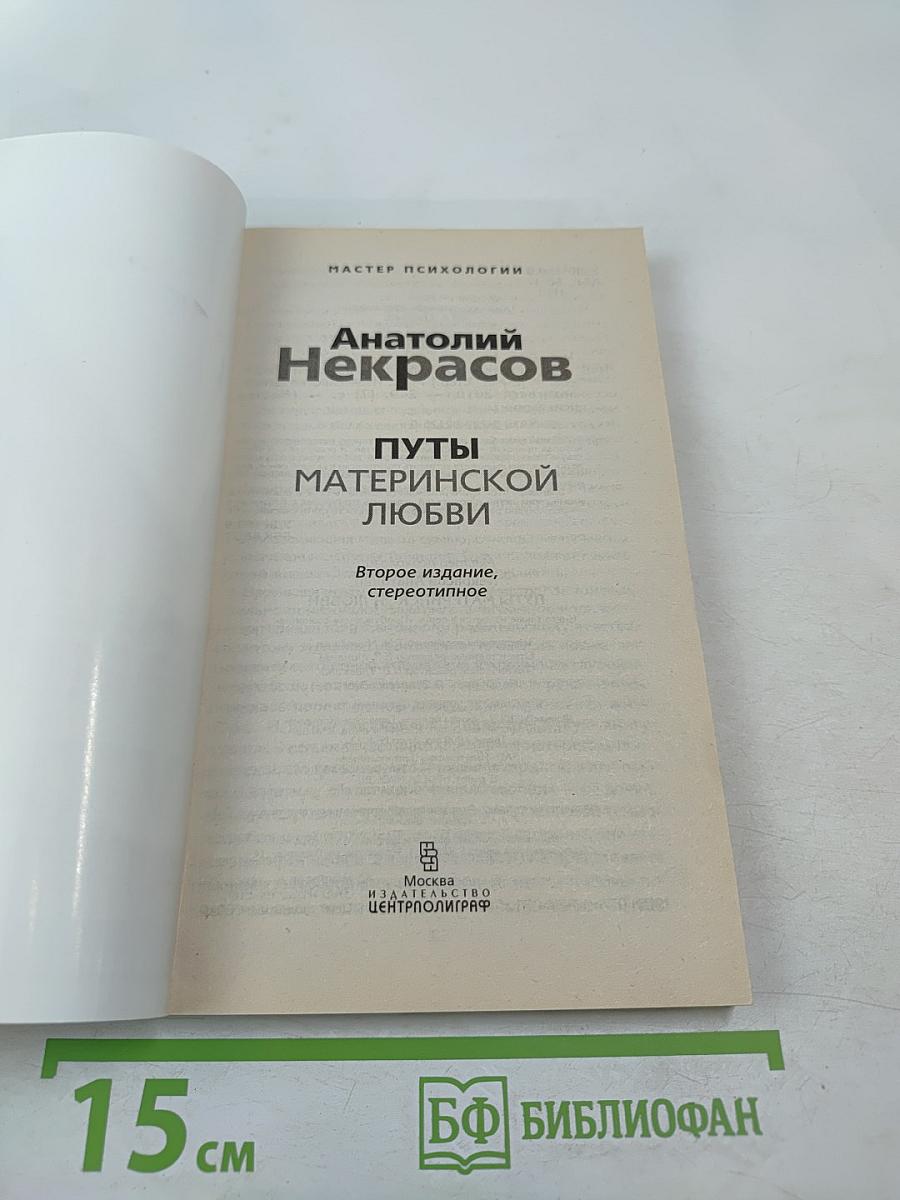 МАСТЕР ПСИХОЛОГИИ
Анатолий
Некрасов
ПУТЫ
МАТЕРИНСКОЙ
ЛЮБВИ
Второе издание,
стереотипное
Москва
ИЗДАТЕЛЬСТВО
ЦЕНТРПОЛИГРАФ
15 см
БФ БИБЛИОФАН